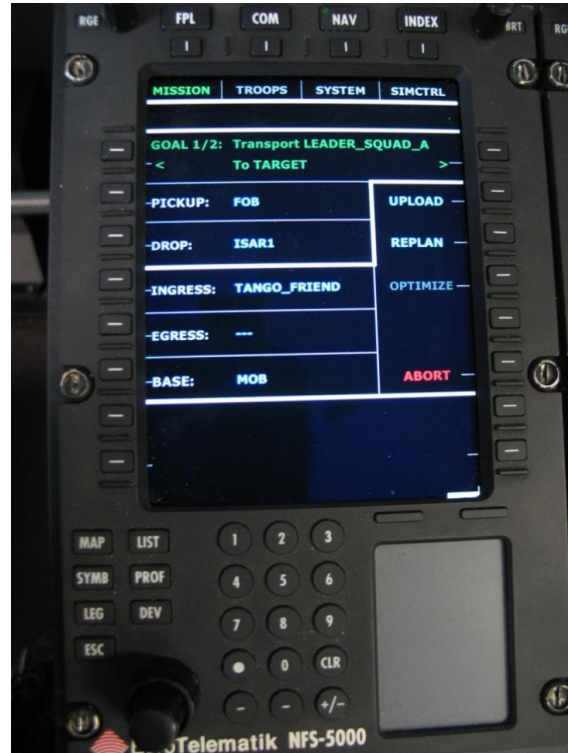 RGE FPL COM NAV INDEX BRT RG
MISSION TROOPS SYSTEM SIMCTRL
GOAL 1/2: Transport LEADER_SQUAD_A
< To TARGET >
PICKUP: FOB UPLOAD
DROP: ISAR1 REPLAN
INGRESS: TANGO_FRIEND OPTIMIZE
EGRESS: ---
BASE: MOB ABORT
MAP LIST 1 2 3
SYMB PROF 4 5 6
LEG DEV 7 8 9
ESC 0 CLR
- - +/-
Telematik NFS-5000